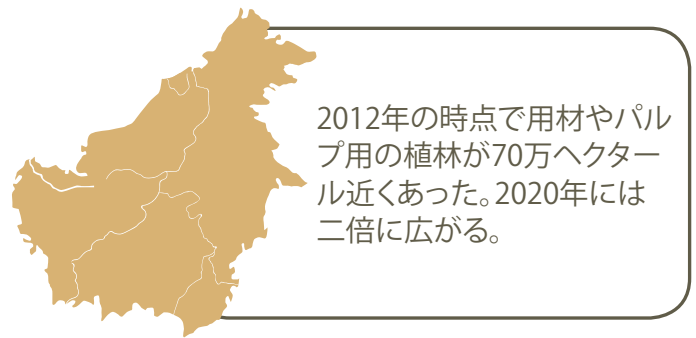 2012年の時点で用材やパル
プ用の植林が70万ヘクター
ル近くあった。2020年には
二倍に広がる。